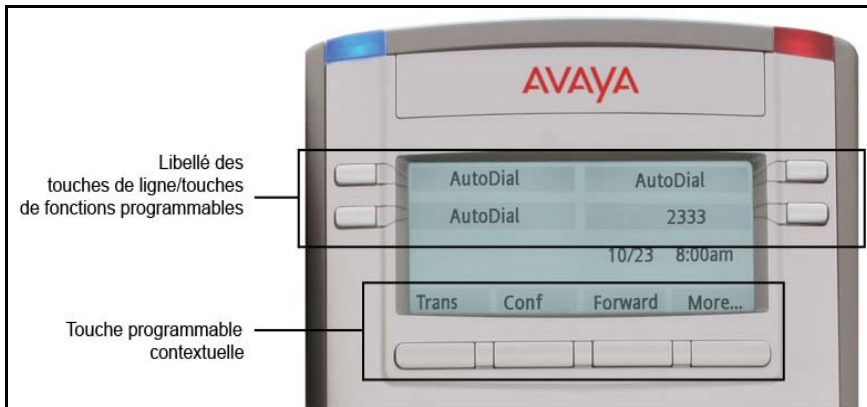 AVAYA
Libellé des
touches de ligne/touches
de fonctions programmables
AutoDial AutoDial
AutoDial 2333
10/23 8:00am
Trans Conf Forward More...
Touche programmable
contextuelle